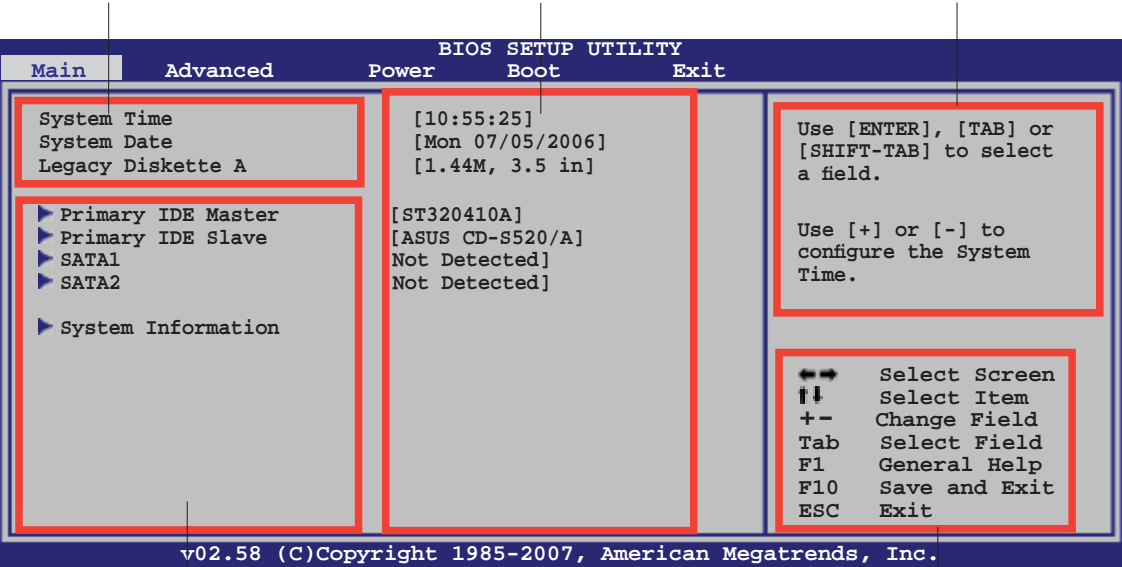 BIOS SETUP UTILITY
Main Advanced Power Boot Exit
System Time [10:55:25]
System Date [Mon 07/05/2006]
Legacy Diskette A [1.44M, 3.5 in]
Primary IDE Master [ST320410A]
Primary IDE Slave [ASUS CD-S520/A]
SATA1 Not Detected]
SATA2 Not Detected]
System Information
Use [ENTER], [TAB] or
[SHIFT-TAB] to select
a field.
Use [+] or [-] to
configure the System
Time.
←→ Select Screen
↑↓ Select Item
+- Change Field
Tab Select Field
F1 General Help
F10 Save and Exit
ESC Exit
v02.58 (C)Copyright 1985-2007, American Megatrends, Inc.